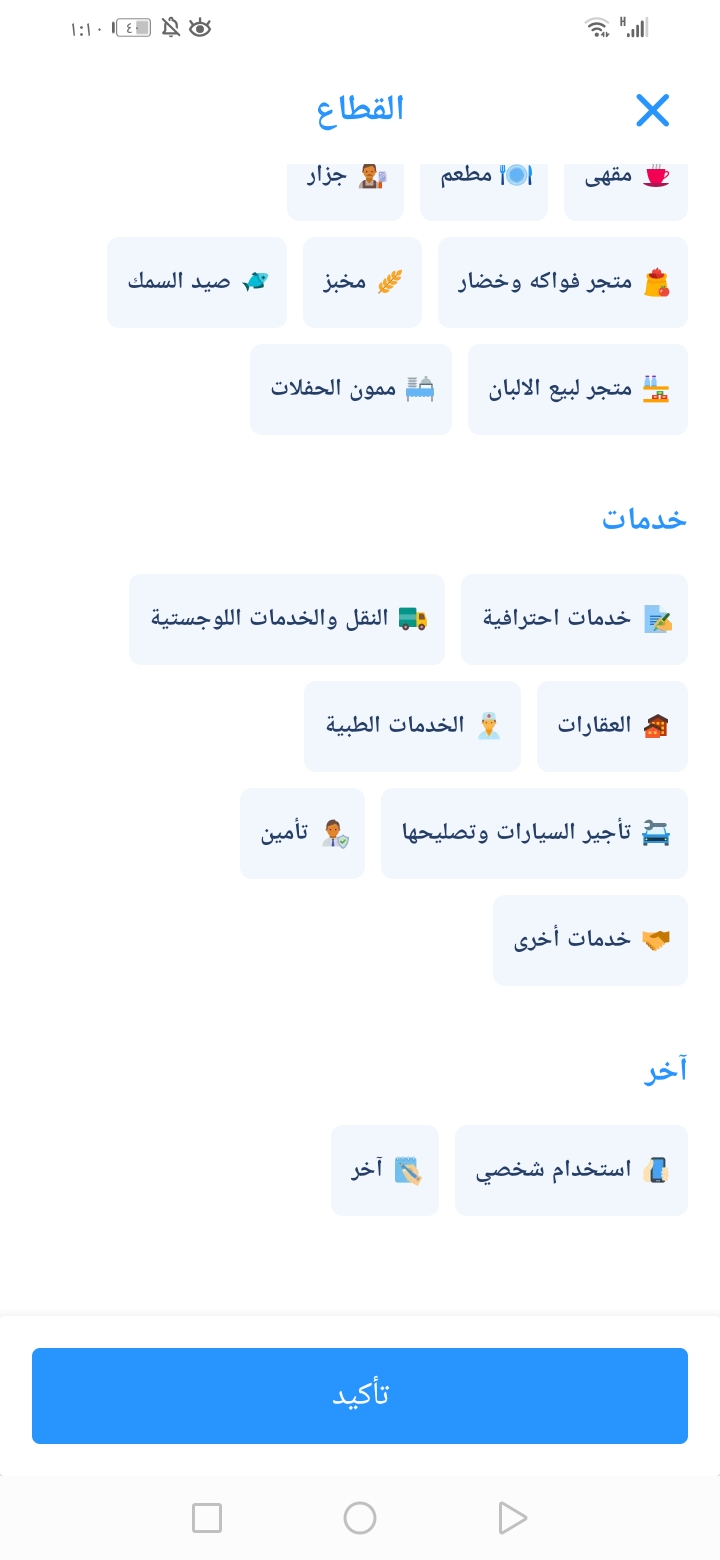 ١:١٠ ٤٠ H
القطاع
مقهى مطعم جزار
متجر فواكه وخضار مخبز صيد السمك
متجر لبيع الالبان ممون الحفلات
خدمات
خدمات احترافية النقل والخدمات اللوجستية
العقارات الخدمات الطبية
تأجير السيارات وتصليحها تأمين
خدمات أخرى
آخر
استخدام شخصي آخر
تأكيد